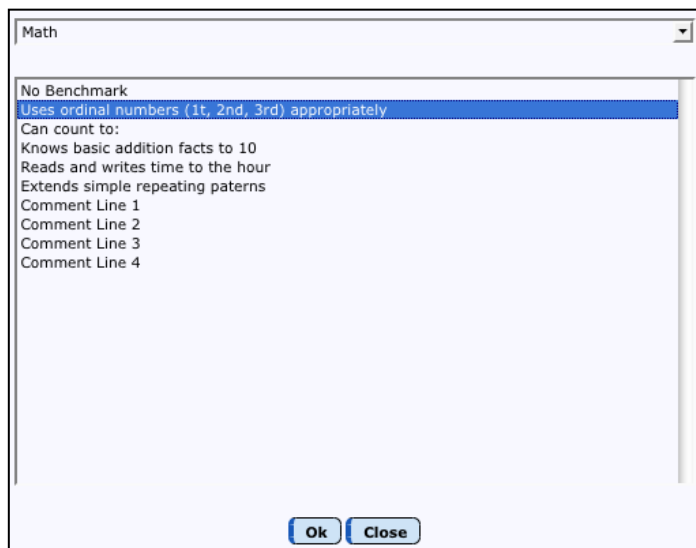 Math
No Benchmark
Uses ordinal numbers (1t, 2nd, 3rd) appropriately
Can count to:
Knows basic addition facts to 10
Reads and writes time to the hour
Extends simple repeating paterns
Comment Line 1
Comment Line 2
Comment Line 3
Comment Line 4
Ok Close